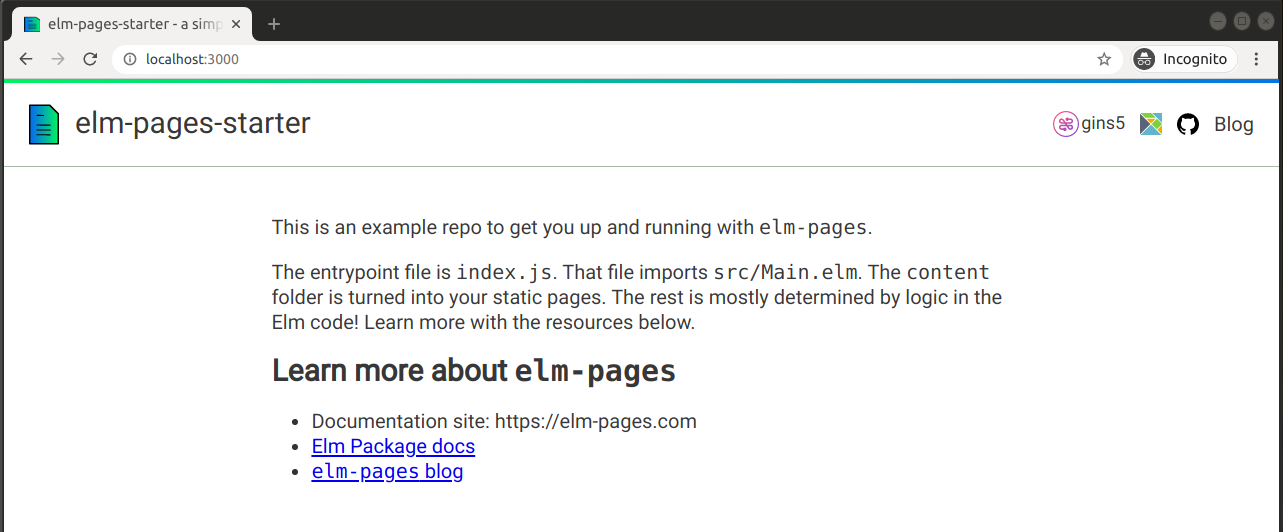 elm-pages-starter - a simp
localhost:3000
Incognito
elm-pages-starter
gins5
Blog
This is an example repo to get you up and running with elm-pages.
The entrypoint file is index.js. That file imports src/Main.elm. The content
folder is turned into your static pages. The rest is mostly determined by logic in the
Elm code! Learn more with the resources below.
Learn more about elm-pages
• Documentation site: https://elm-pages.com
• Elm Package docs
• elm-pages blog